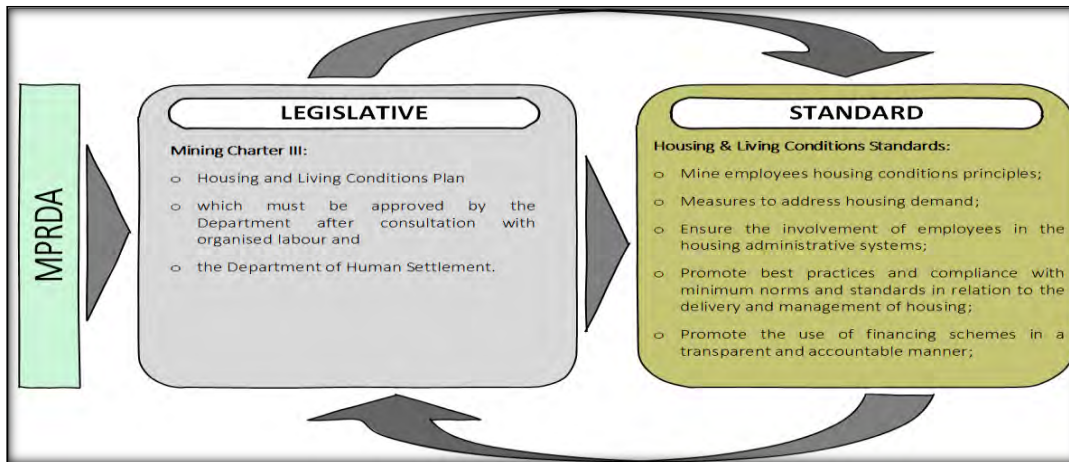 MPRDA
LEGISLATIVE
Mining Charter III:
o Housing and Living Conditions Plan
o which must be approved by the
Department after consultation with
organised labour and
o the Department of Human Settlement.
STANDARD
Housing & Living Conditions Standards:
o Mine employees housing conditions principles;
o Measures to address housing demand;
o Ensure the involvement of employees in the
housing administrative systems;
o Promote best practices and compliance with
minimum norms and standards in relation to the
delivery and management of housing;
o Promote the use of financing schemes in a
transparent and accountable manner;